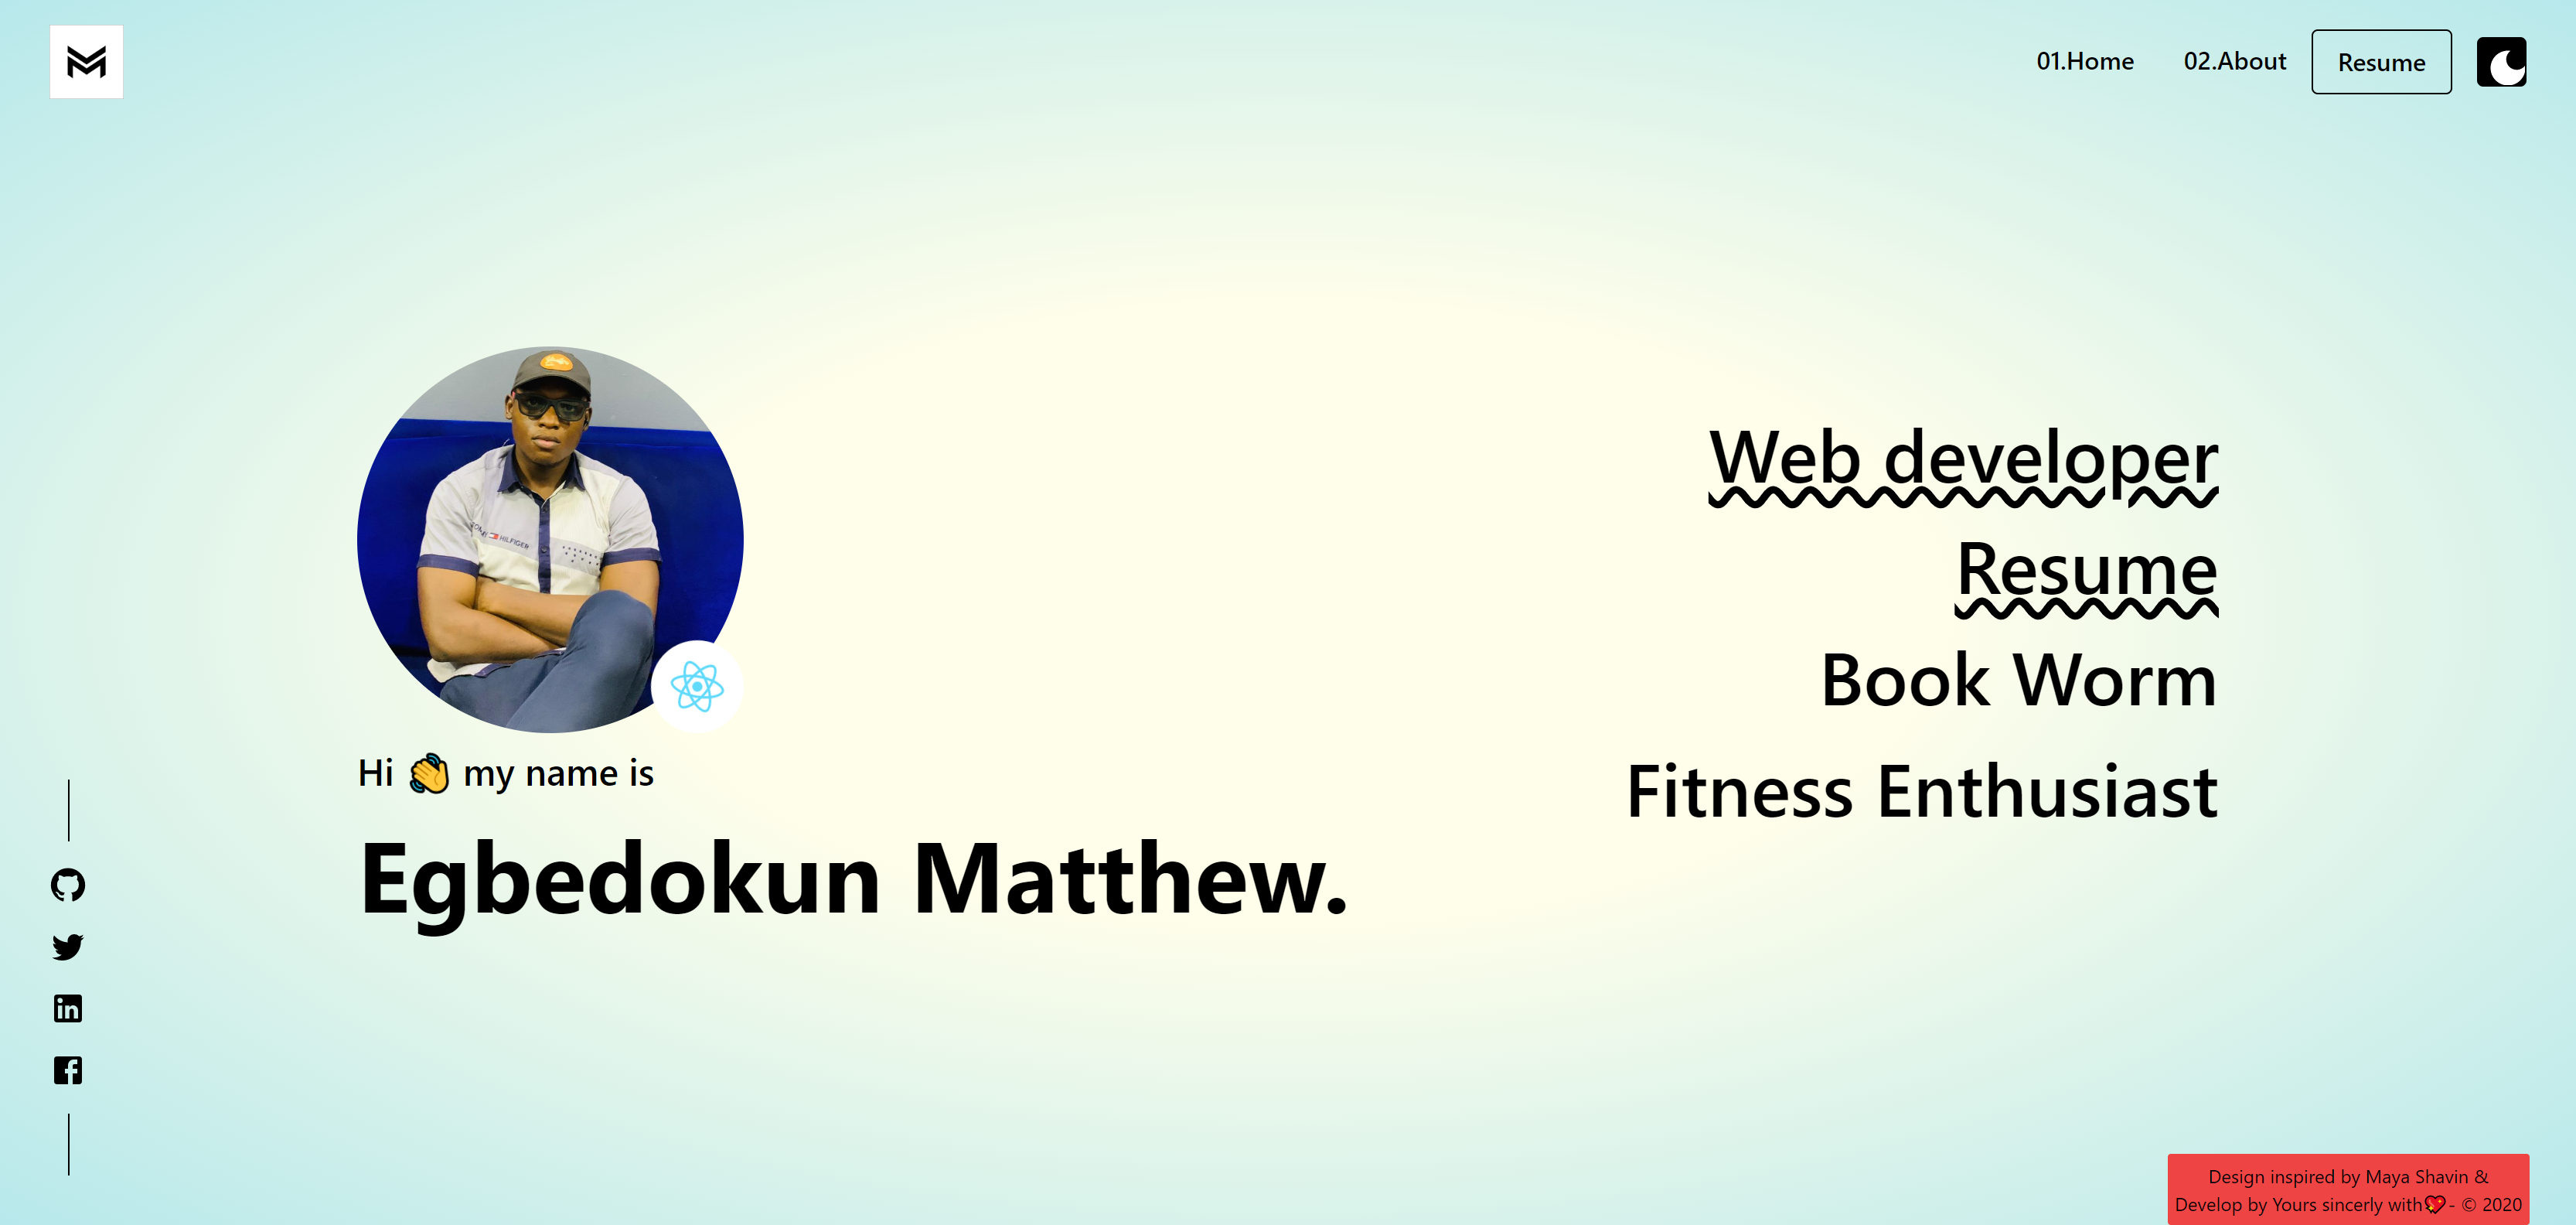 01.Home 02.About Resume
Web developer
Resume
Book Worm
Fitness Enthusiast
HILFIGER
Hi 👋 my name is
Egbedokun Matthew.
Design inspired by Maya Shavin &
Develop by Yours sincerly with💖- © 2020